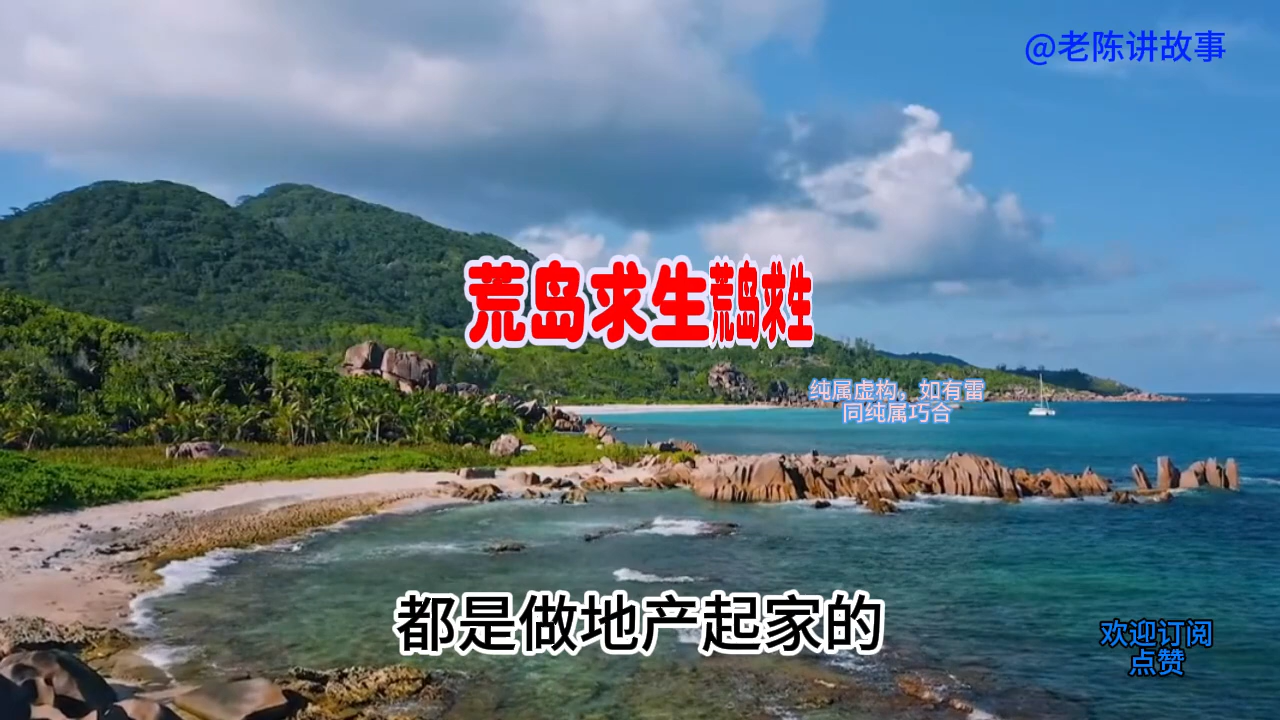 @老陈讲故事
荒岛求生荒岛求生
纯属虚构，如有雷
同纯属巧合
都是做地产起家的
欢迎订阅
点赞